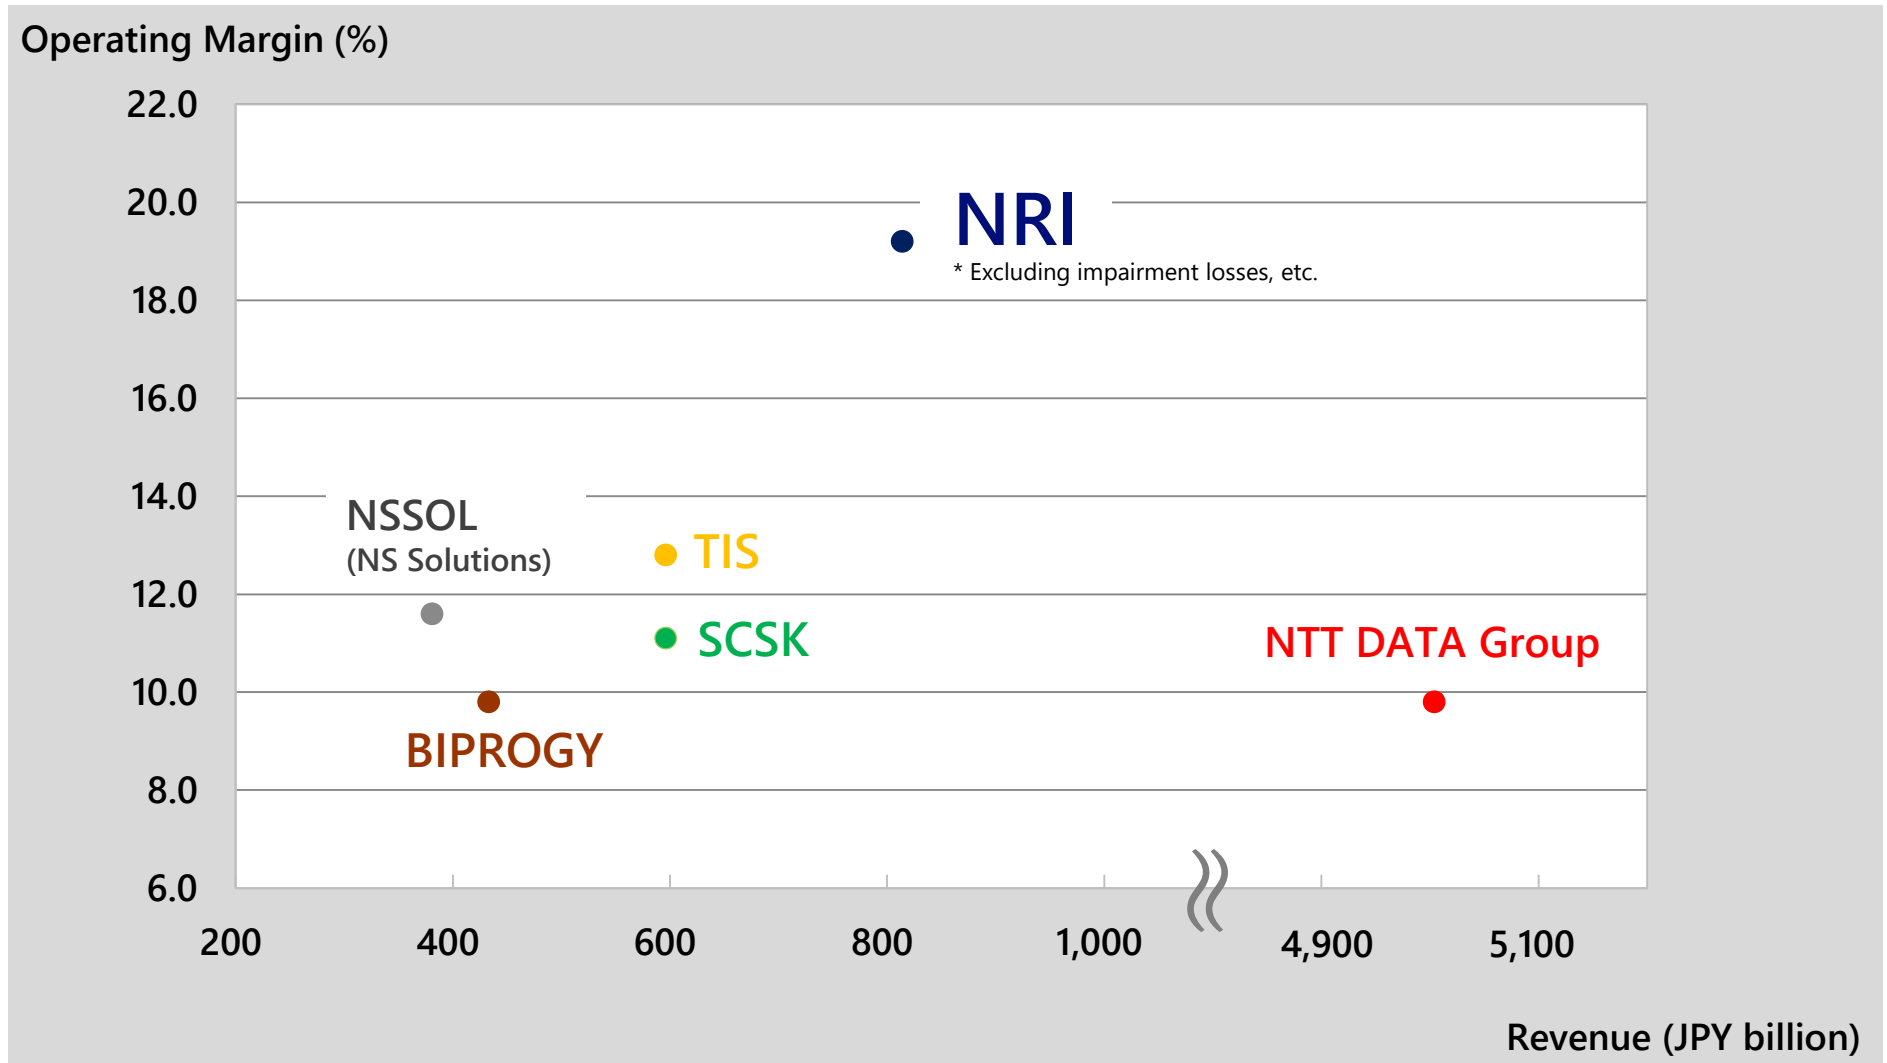 Operating Margin (%)
22.0
20.0
18.0
16.0
14.0
12.0
10.0
8.0
6.0
NRI
* Excluding impairment losses, etc.
NSSOL
(NS Solutions)
TIS
SCSK
NTT DATA Group
BIPROGY
200
400
600
800
1,000
4,900
5,100
Revenue (JPY billion)